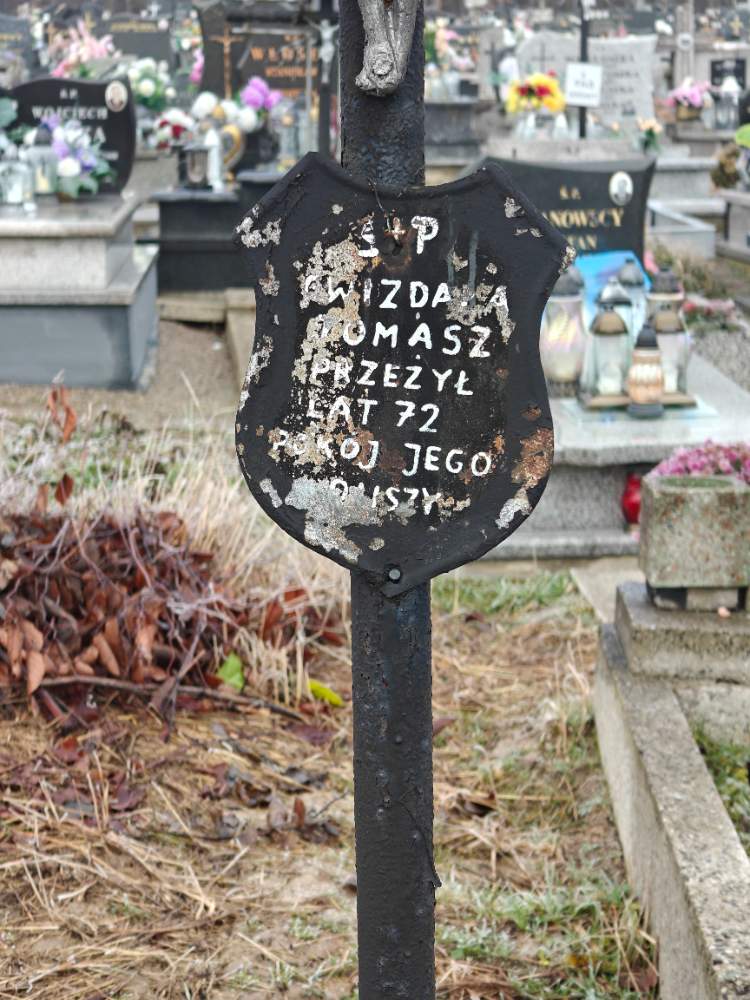 Ś+P
GWIZDAŁA
TOMASZ
PRZEŻYŁ
LAT 72
POKÓJ JEGO
DUSZY
Ś.P.
WOJCIECH
Ś.P.